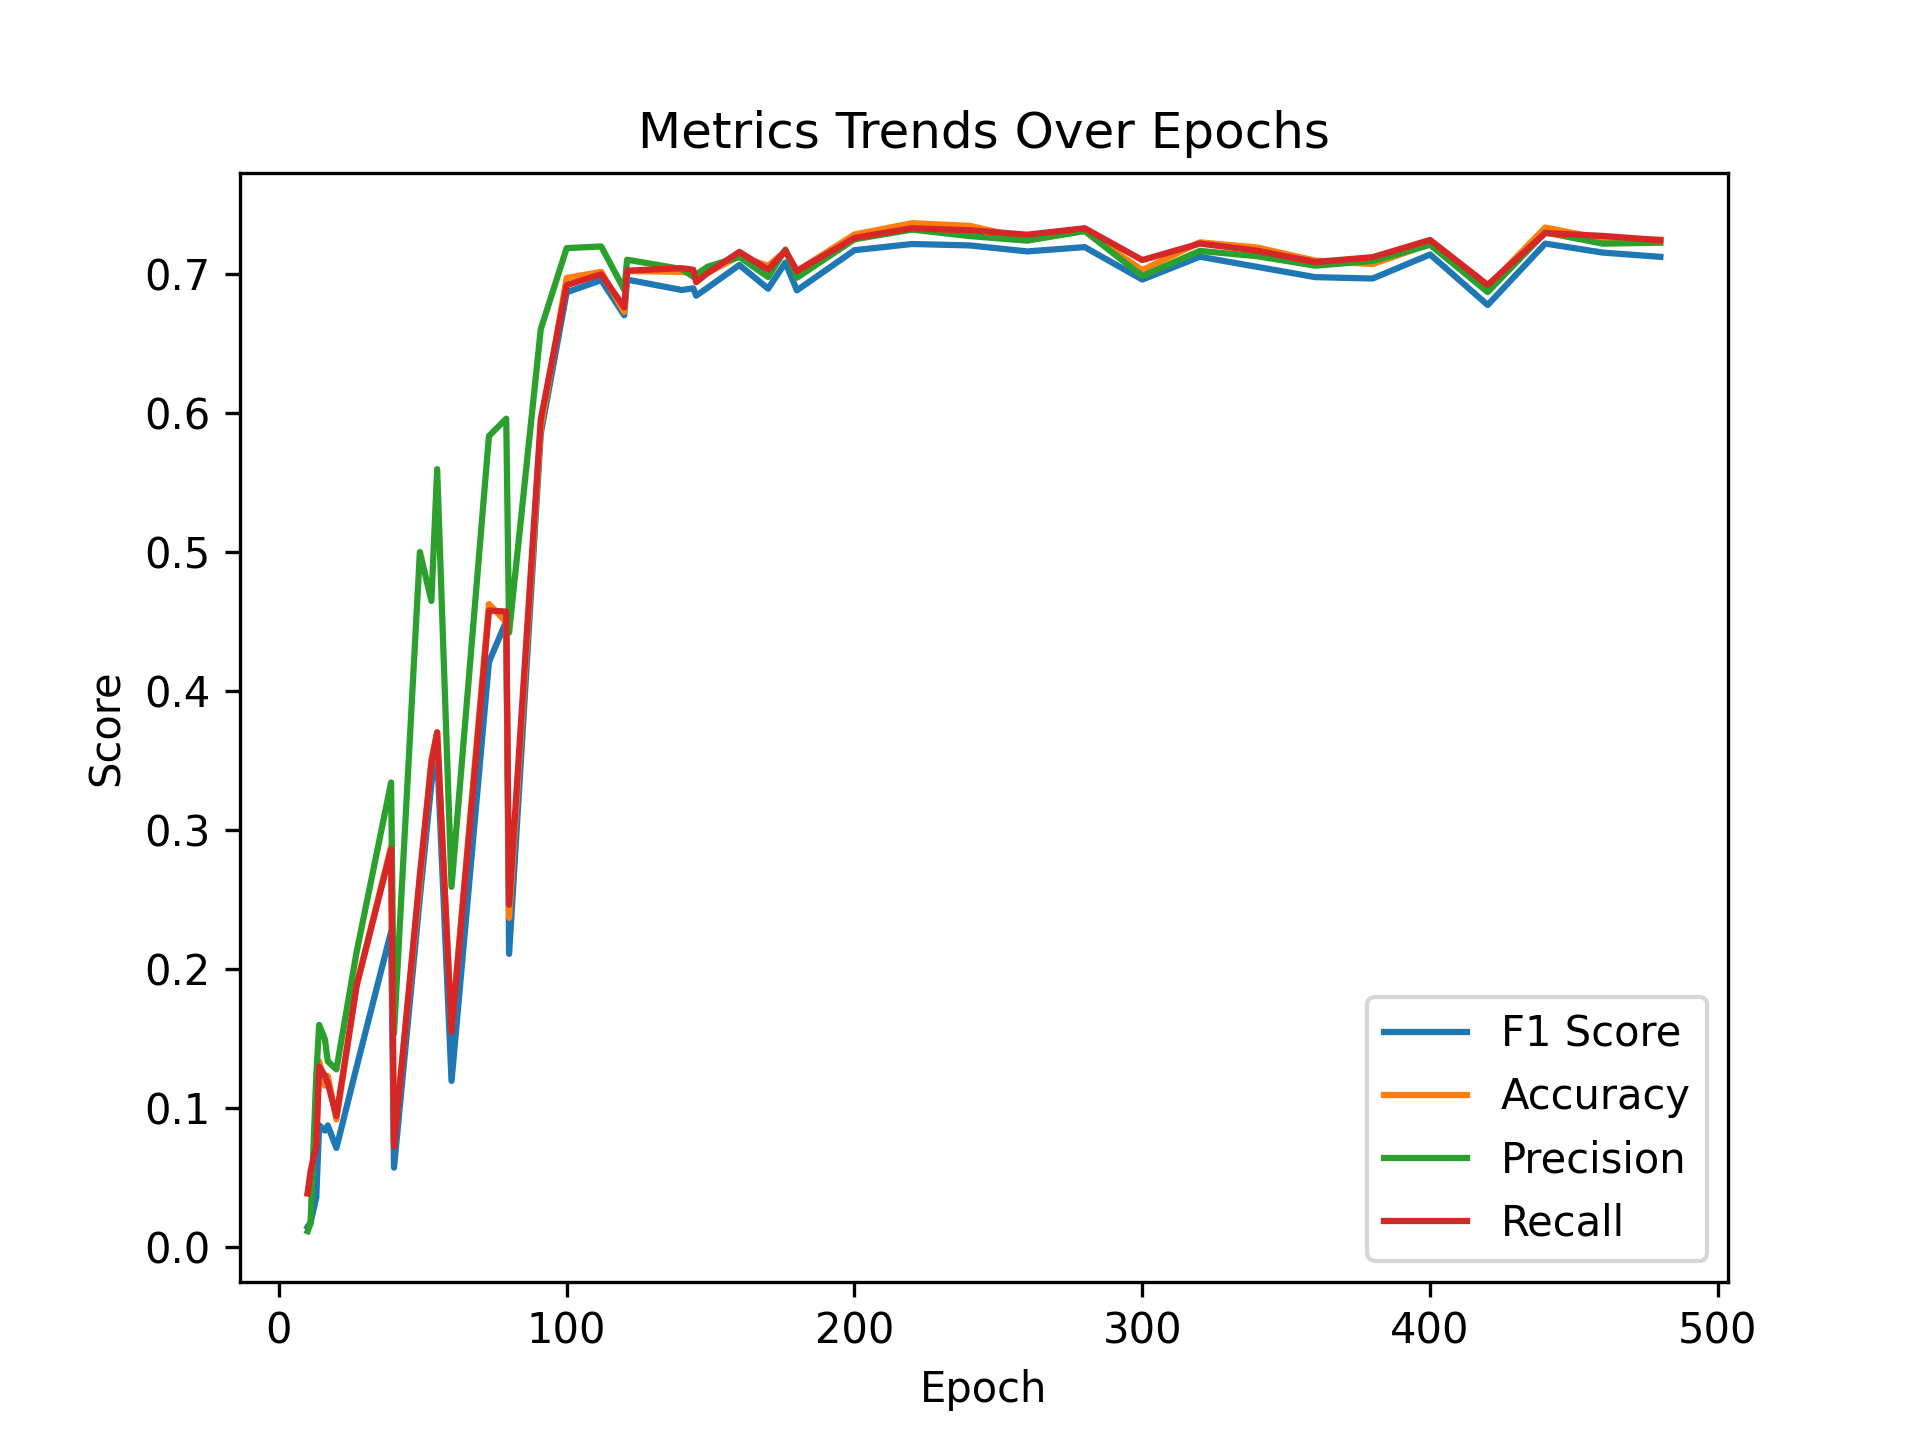 Metrics Trends Over Epochs
Score
0.7
0.6
0.5
0.4
0.3
0.2
0.1
0.0
F1 Score
Accuracy
Precision
Recall
0 100 200 300 400 500
Epoch